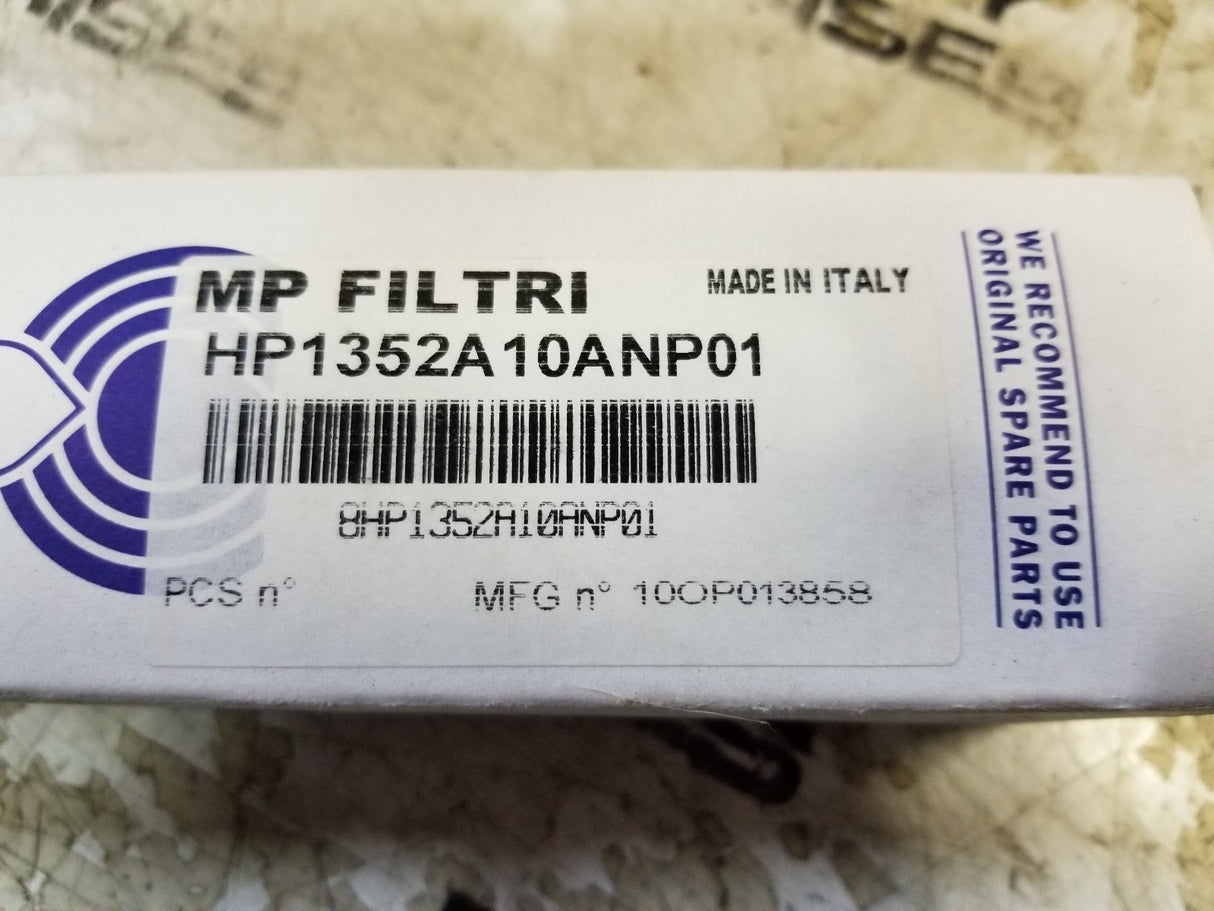 MP FILTRI
MADE IN ITALY
HP1352A10ANP01
8HP1352A10ANP01
PCS n°
MFG n° 10OP013858
WE RECOMMEND TO USE
ORIGINAL SPARE PARTS